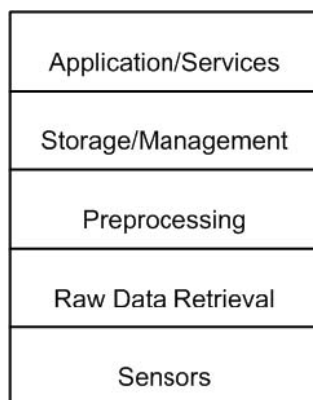 Application/Services
Storage/Management
Preprocessing
Raw Data Retrieval
Sensors